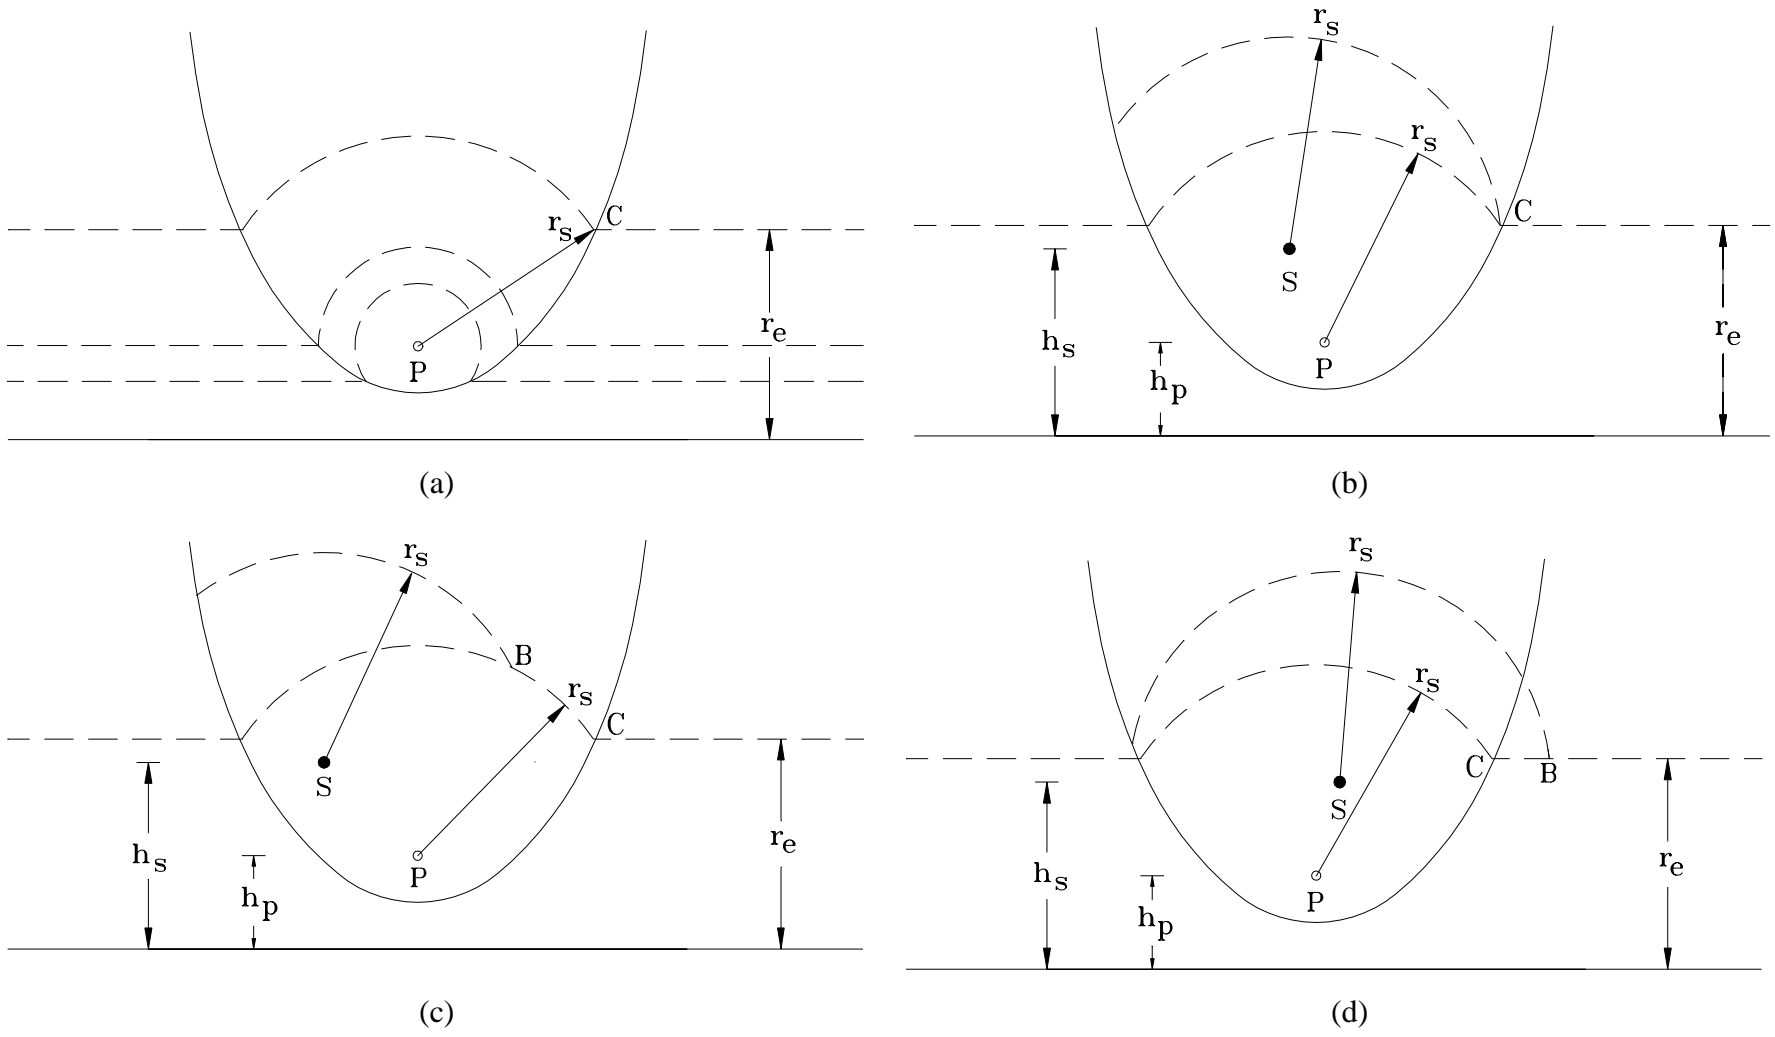 r_s C
r_e
P
(a)
r_s
r_s
C
S
h_s
r_e
P
h_p
(b)
r_s
B
r_s
C
S
h_s
r_e
P
h_p
(c)
r_s
r_s
C B
S
h_s
r_e
P
h_p
(d)